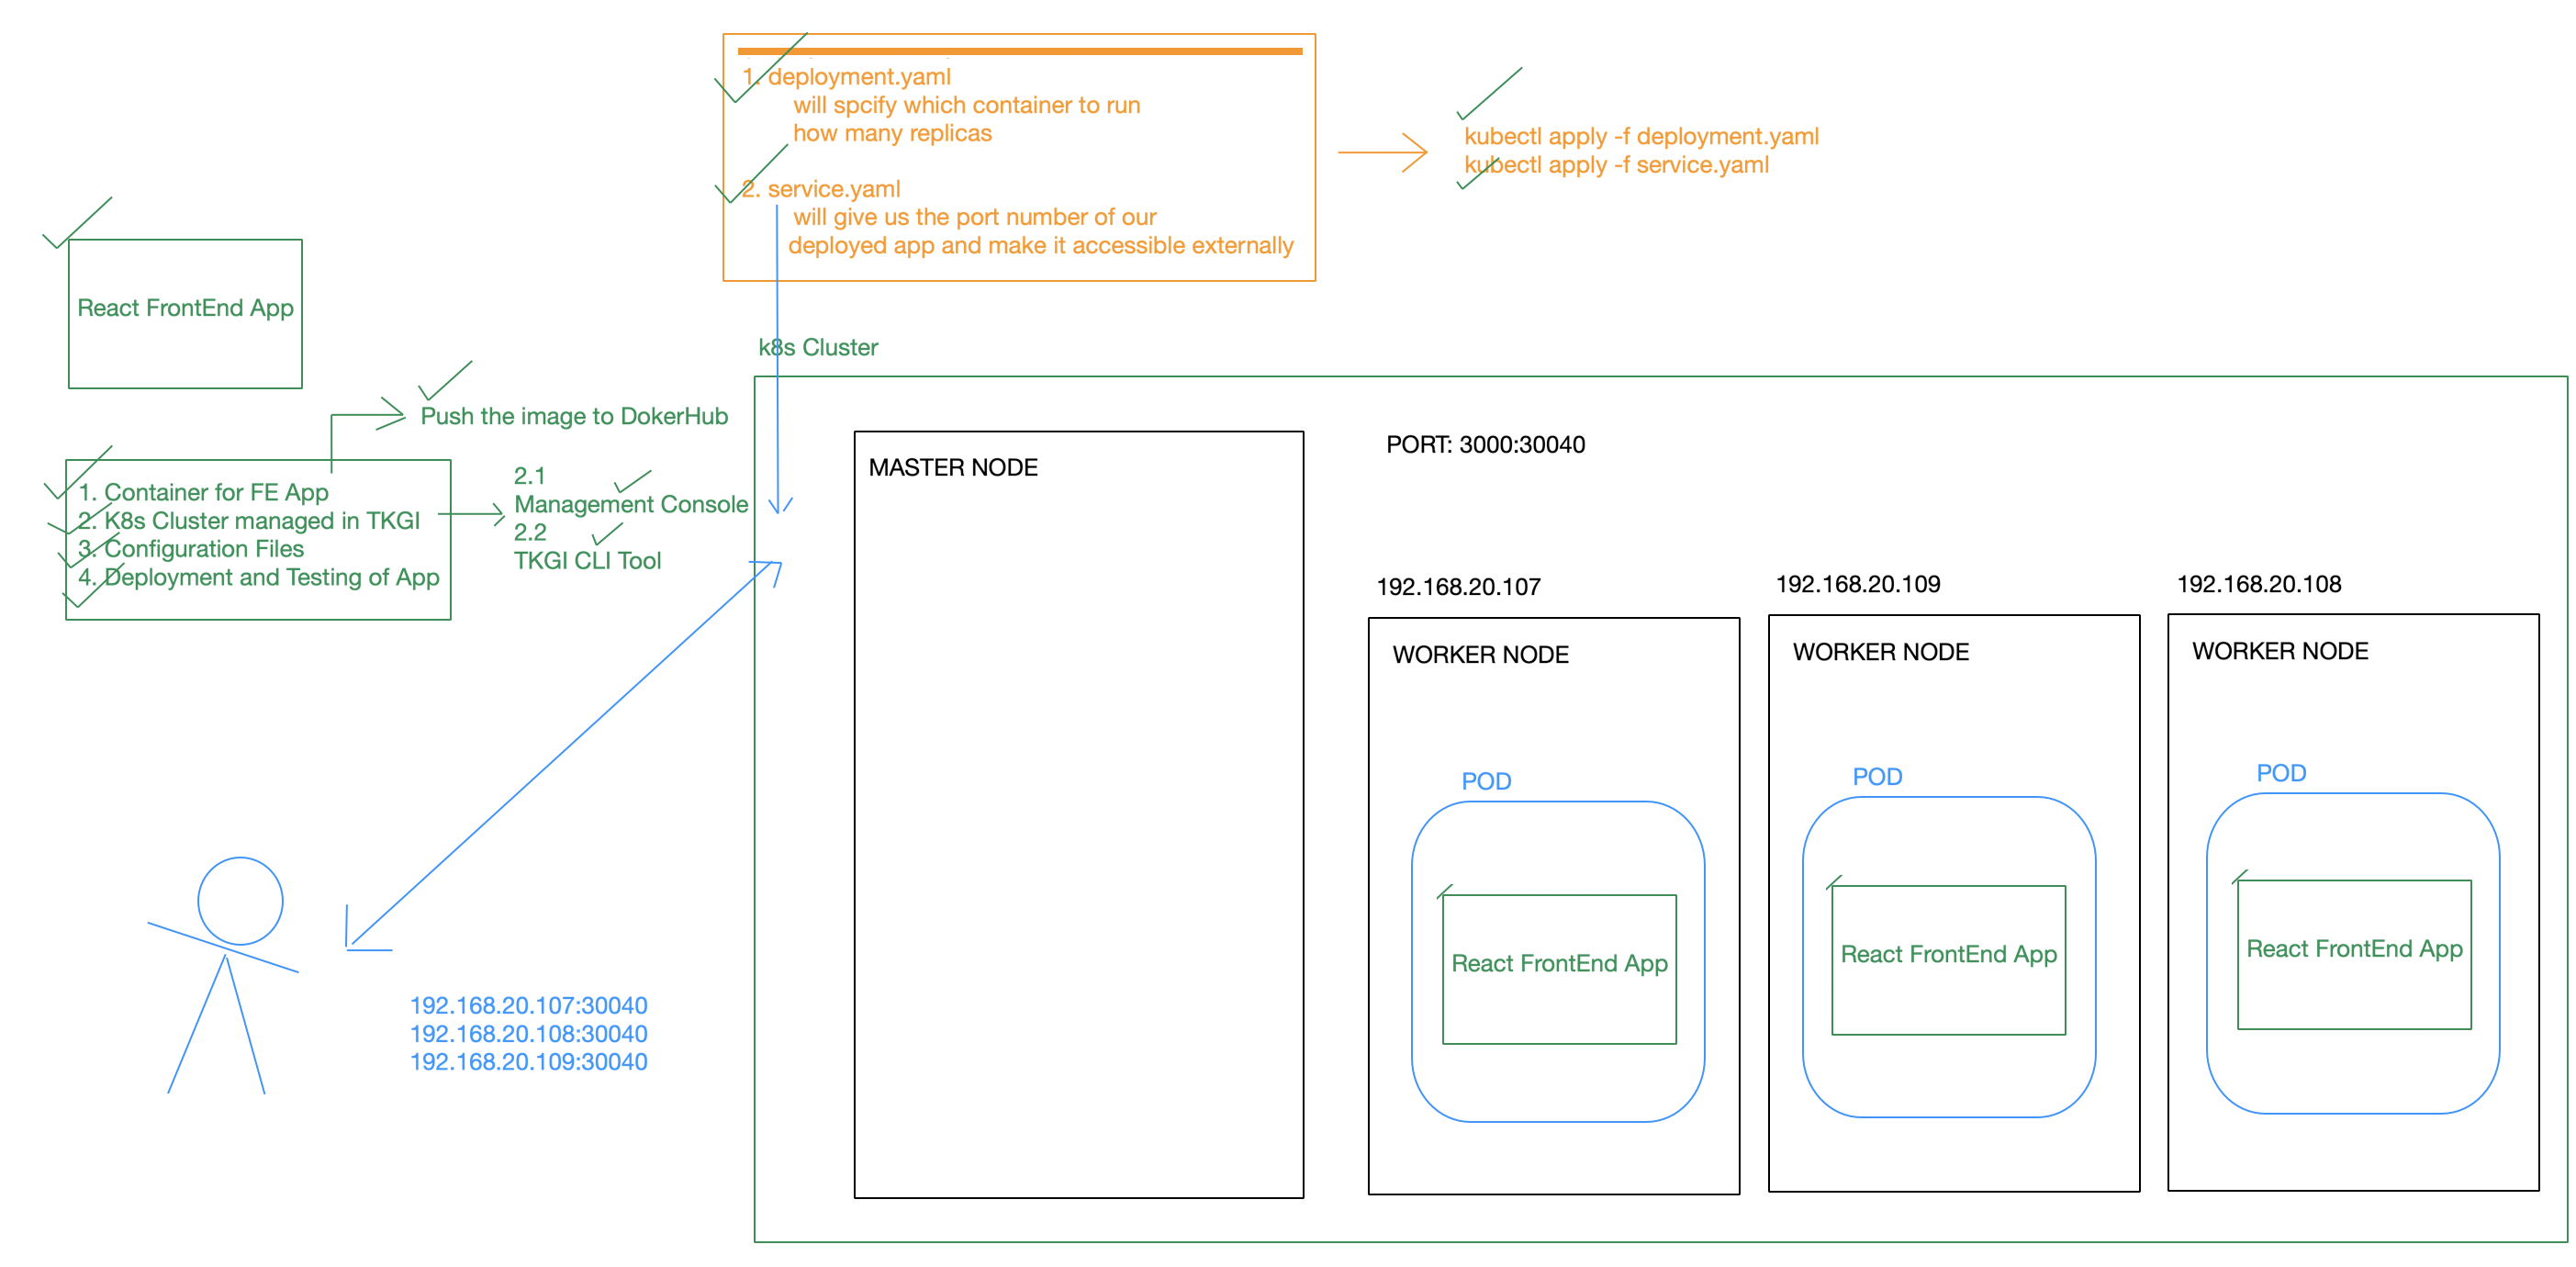 1. deployment.yaml
will spcify which container to run
how many replicas
2. service.yaml
will give us the port number of our
deployed app and make it accessible externally
kubectl apply -f deployment.yaml
kubectl apply -f service.yaml
React FrontEnd App
Push the image to DokerHub
1. Container for FE App
2. K8s Cluster managed in TKGI
3. Configuration Files
4. Deployment and Testing of App
2.1
Management Console
2.2
TKGI CLI Tool
k8s Cluster
MASTER NODE
PORT: 3000:30040
192.168.20.107
192.168.20.109
192.168.20.108
WORKER NODE
WORKER NODE
WORKER NODE
POD
POD
POD
React FrontEnd App
React FrontEnd App
React FrontEnd App
192.168.20.107:30040
192.168.20.108:30040
192.168.20.109:30040